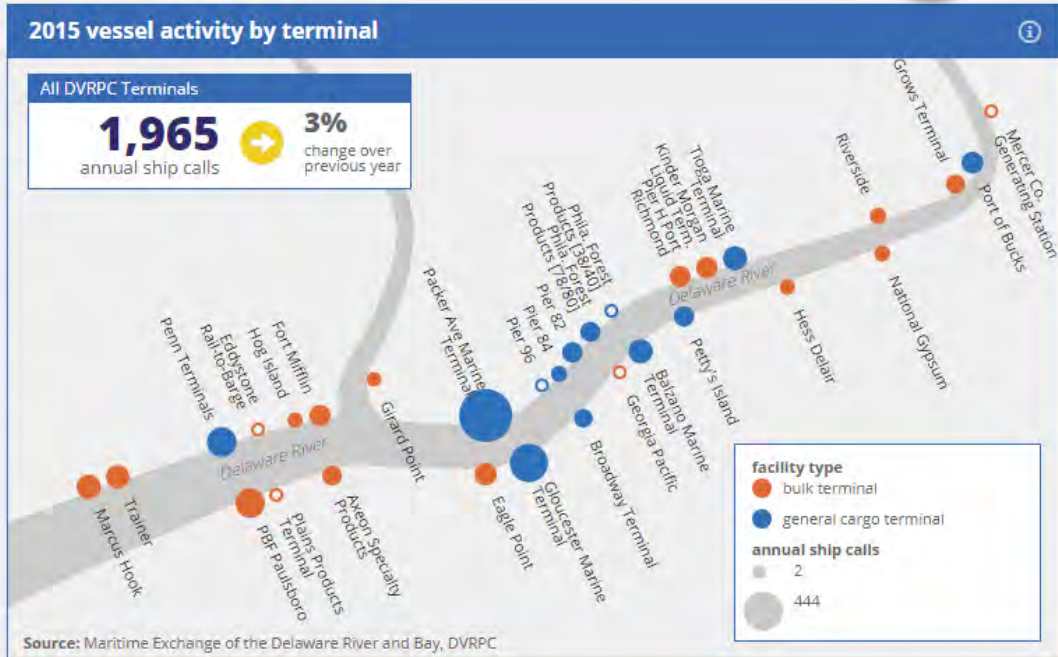 2015 vessel activity by terminal
All DVRPC Terminals
1,965
annual ship calls
3%
change over
previous year
Marcus Hook
Trainer
Penn Terminals
Eddystone
Rail-to-Barge
Hog Island
Fort Mifflin
PBF Paulsboro
Plains Products
Terminal
Axeon Specialty
Products
Delaware River
Girard Point
Packer Ave Marine
Terminal
Eagle Point
Gloucester Marine
Terminal
Pier 96
Pier 84
Pier 82
Phila. Forest
Products [78/80]
Phila. Forest
Products [38/40]
Broadway Terminal
Georgia Pacific
Balzano Marine
Terminal
Petty's Island
Pier H Port
Richmond
Kinder Morgan
Liquid Term.
Tioga Marine
Terminal
Delaware River
Hess Delair
Riverside
National Gypsum
Grows Terminal
Port of Bucks
Mercer Co.
Generating Station
facility type
bulk terminal
general cargo terminal
annual ship calls
2
444
Source: Maritime Exchange of the Delaware River and Bay, DVRPC